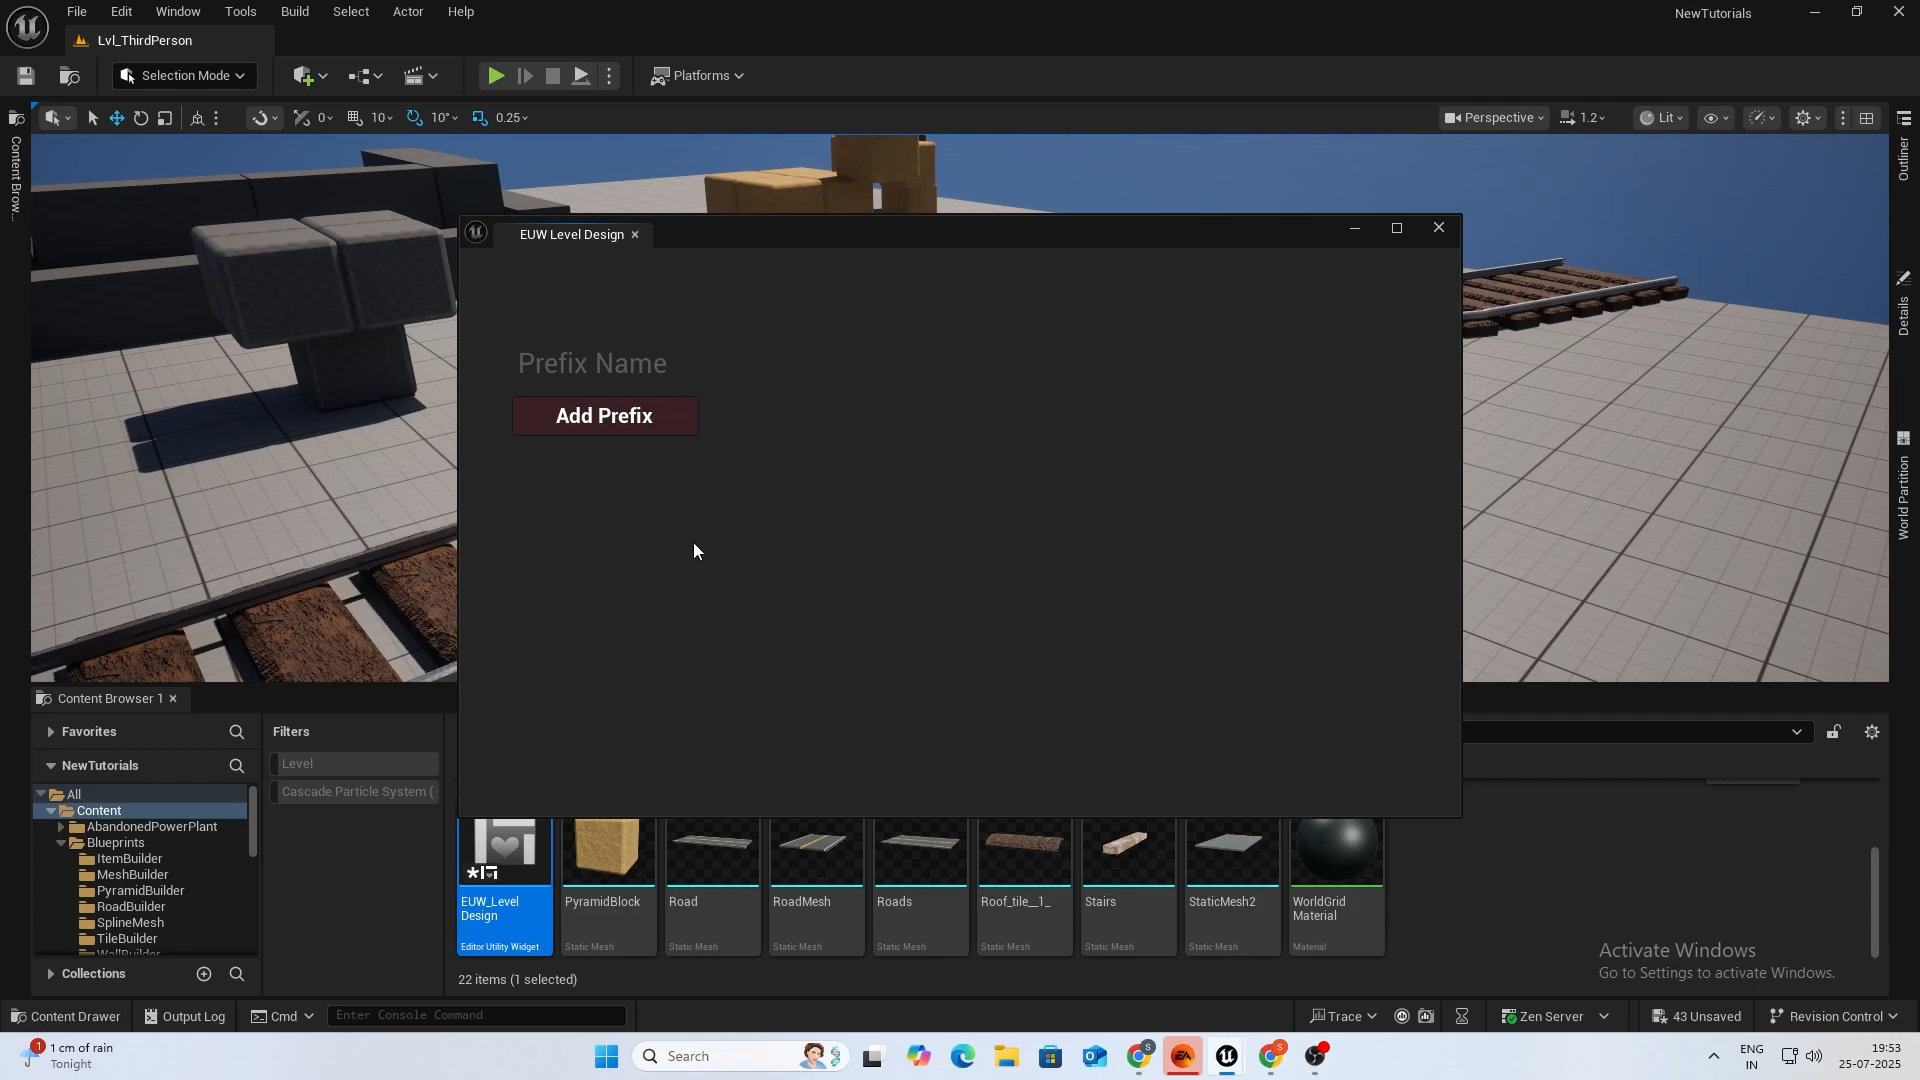 File Edit Window Tools Build Select Actor Help
NewTutorials
Lvl_ThirdPerson
Selection Mode
Platforms
0 10 10° 0.25
Perspective 1.2 Lit
Content Brow...
Outliner
Details
World Partition
EUW Level Design
Prefix Name
Add Prefix
Content Browser 1
Favorites
Filters
NewTutorials
Level
Cascade Particle System (
All
Content
AbandonedPowerPlant
Blueprints
ItemBuilder
MeshBuilder
PyramidBuilder
RoadBuilder
SplineMesh
TileBuilder
Collections
EUW_Level
Design
Editor Utility Widget
PyramidBlock
Static Mesh
Road
Static Mesh
RoadMesh
Static Mesh
Roads
Static Mesh
Roof_tile__1_
Static Mesh
Stairs
Static Mesh
StaticMesh2
Static Mesh
WorldGrid
Material
Material
22 items (1 selected)
Activate Windows
Go to Settings to activate Windows.
Content Drawer Output Log Cmd Enter Console Command
Trace Zen Server 43 Unsaved Revision Control
1
1 cm of rain
Tonight
Search
ENG
IN
19:53
25-07-2025